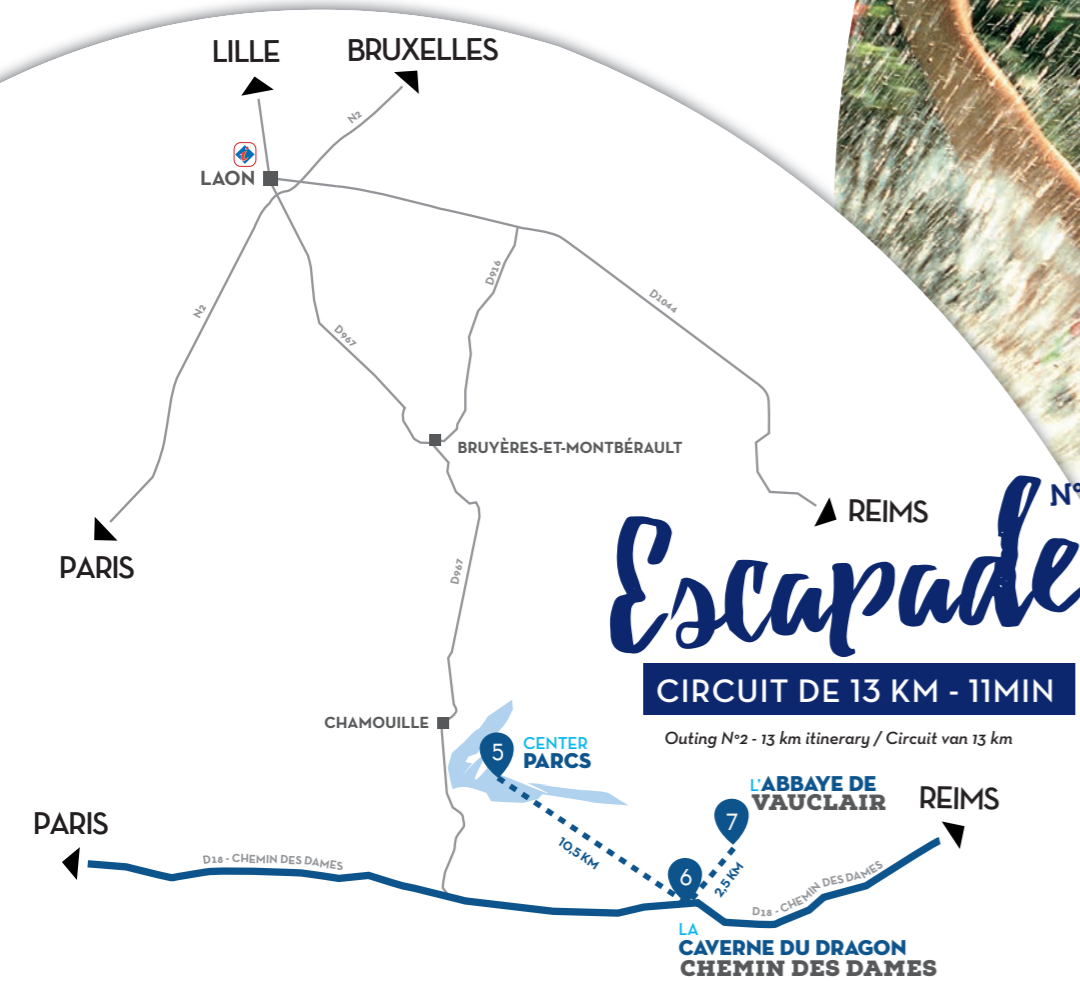 LILLE
BRUXELLES
N2
LAON
N2
D967
D916
D1044
BRUYÈRES-ET-MONTBÉRAULT
REIMS
PARIS
D967
N°
Escapade
CIRCUIT DE 13 KM - 11MIN
Outing N°2 - 13 km itinerary / Circuit van 13 km
CHAMOUILLE
5
CENTER
PARCS
L'ABBAYE DE
VAUCLAIR
7
REIMS
PARIS
D18 - CHEMIN DES DAMES
10,5 KM
6
2,5 KM
D18 - CHEMIN DES DAMES
LA
CAVERNE DU DRAGON
CHEMIN DES DAMES